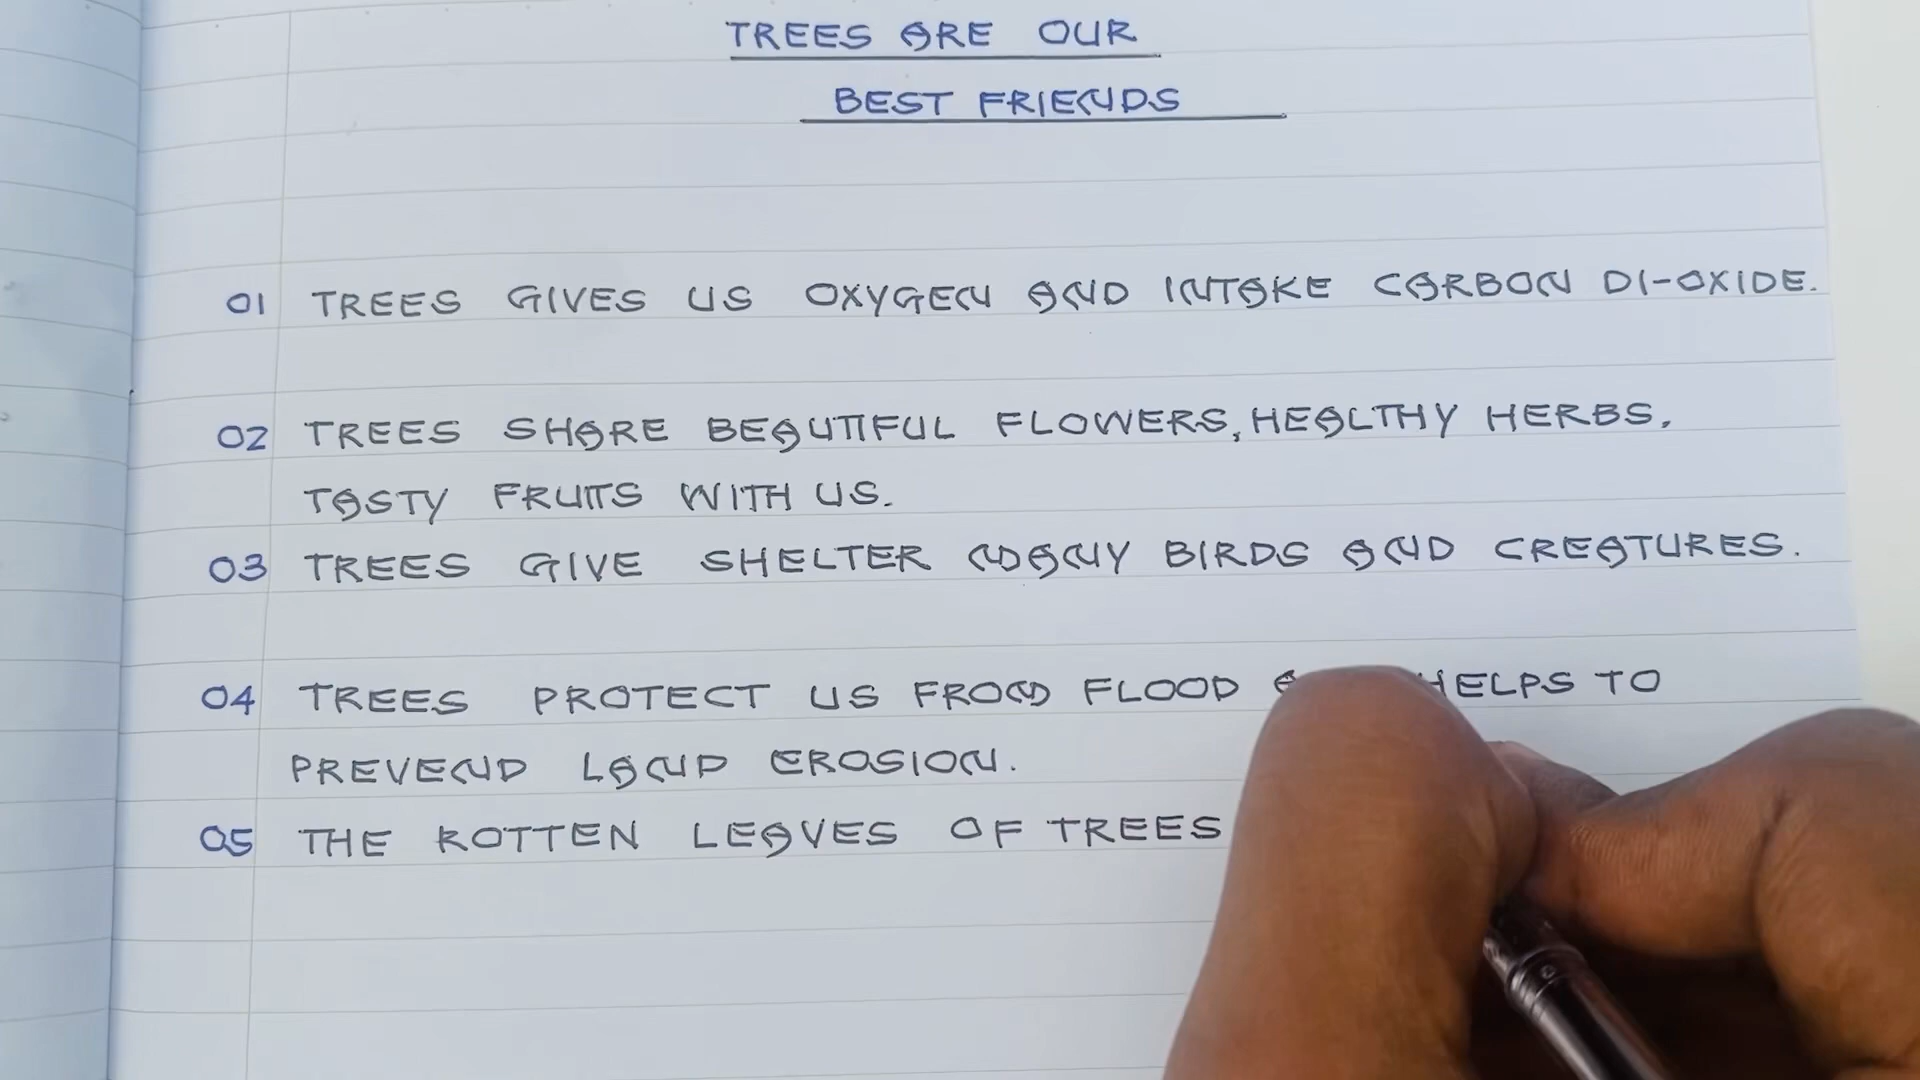 TREES ARE OUR
BEST FRIENDS
01 TREES GIVES US OXYGEN AND INTAKE CARBON DI-OXIDE.
02 TREES SHARE BEAUTIFUL FLOWERS, HEALTHY HERBS,
TASTY FRUITS WITH US.
03 TREES GIVE SHELTER MANY BIRDS AND CREATURES.
04 TREES PROTECT US FROM FLOOD HELPS TO
PREVEND LAND EROSION.
05 THE ROTTEN LEAVES OF TREES